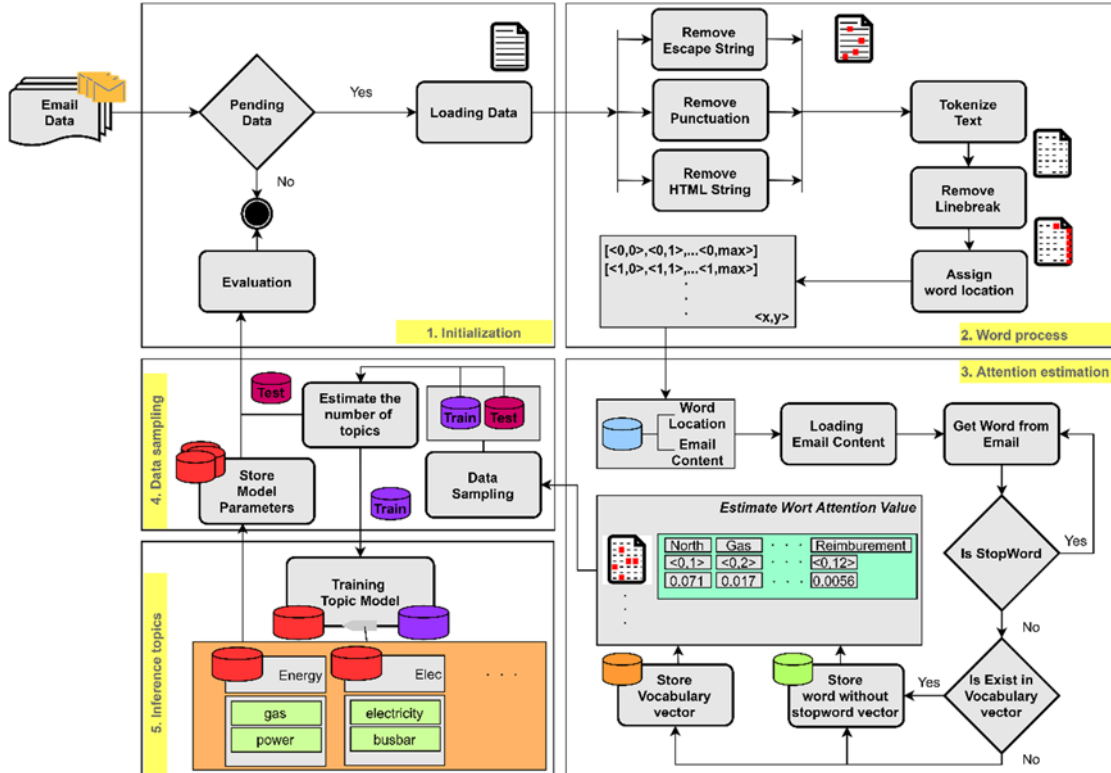 Email
Data
Pending
Data
Yes
No
Loading Data
Evaluation
1. Initialization
Remove
Escape String
Remove
Punctuation
Remove
HTML String
Tokenize
Text
Remove
Linebreak
Assign
word location
[<0,0>,<0,1>,...<0,max>]
[<1,0>,<1,1>,...<1,max>]
.
.
.
<x,y>
2. Word process
3. Attention estimation
Word
Location
Email
Content
Loading
Email Content
Get Word from
Email
Is StopWord
Yes
No
Is Exist in
Vocabulary
vector
Yes
No
Estimate Wort Attention Value
North Gas . . . Reimburement
<0,1> <0,2> . . . <0,12>
0.071 0.017 . . . 0.0056
.
.
.
Store
Vocabulary
vector
Store
word without
stopword vector
4. Data sampling
Test
Estimate the
number of
topics
Train
Test
Data
Sampling
Store
Model
Parameters
Train
5. Inference topics
Training
Topic Model
Energy
gas
power
Elec
electricity
busbar
. . .